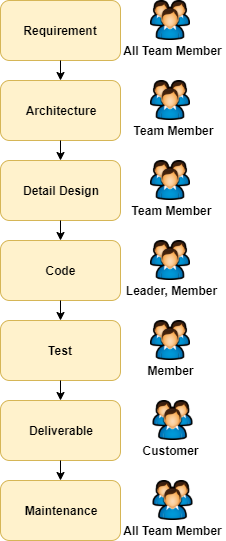 Requirement
All Team Member
Architecture
Team Member
Detail Design
Team Member
Code
Leader, Member
Test
Member
Deliverable
Customer
Maintenance
All Team Member